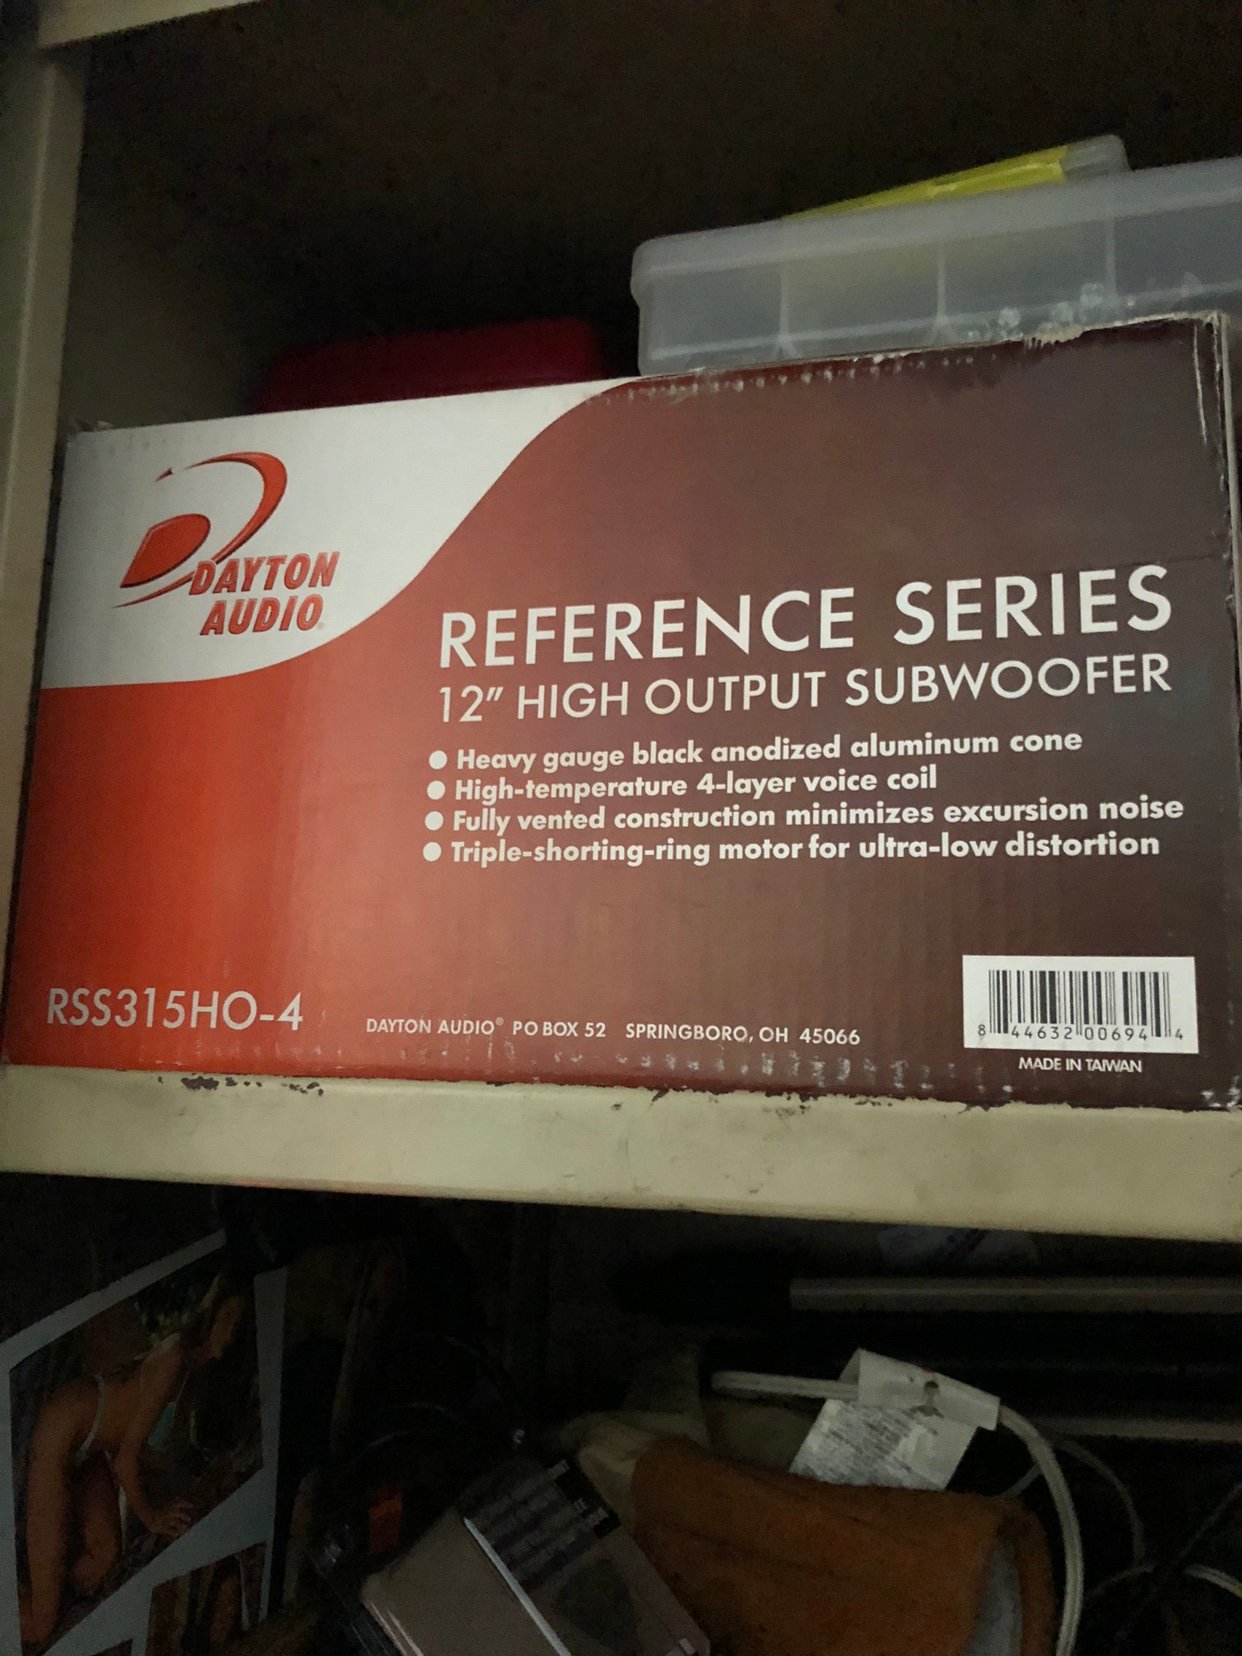 DAYTON
AUDIO
REFERENCE SERIES
12" HIGH OUTPUT SUBWOOFER
● Heavy gauge black anodized aluminum cone
● High-temperature 4-layer voice coil
● Fully vented construction minimizes excursion noise
● Triple-shorting-ring motor for ultra-low distortion
RSS315HO-4
DAYTON AUDIO® PO BOX 52 SPRINGBORO, OH 45066
8 44632 00694 4
MADE IN TAIWAN